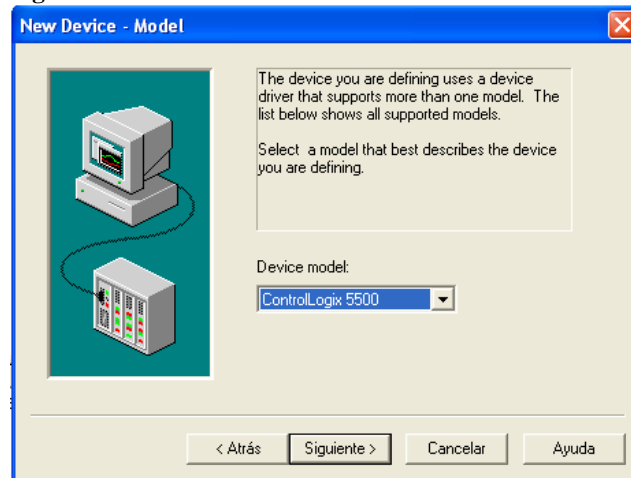 New Device - Model
The device you are defining uses a device
driver that supports more than one model. The
list below shows all supported models.
Select a model that best describes the device
you are defining.
Device model:
ControlLogix 5500
< Atrás
Siguiente >
Cancelar
Ayuda